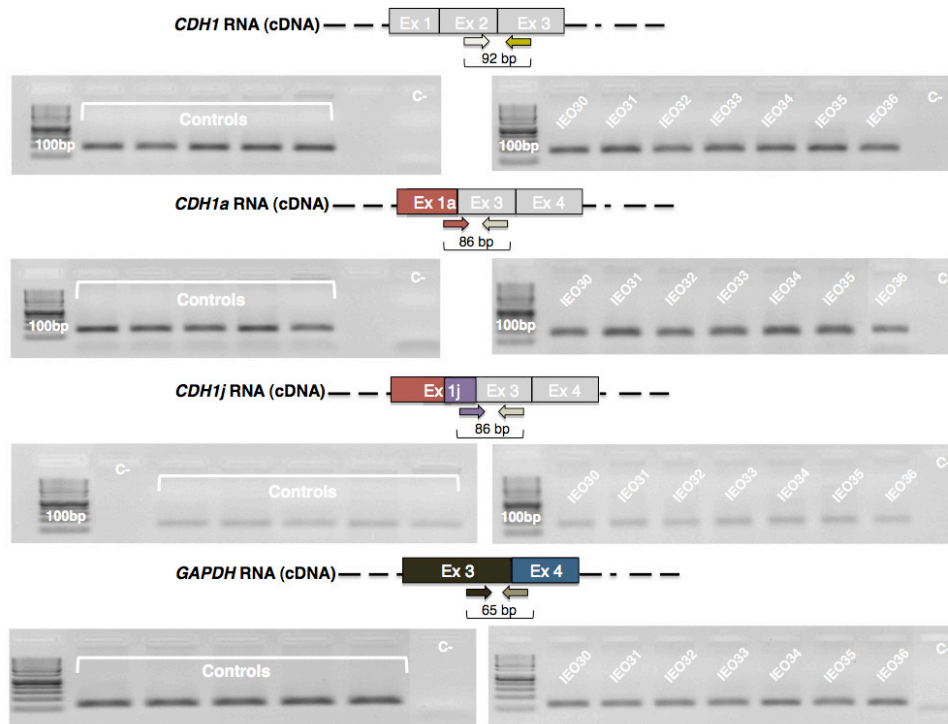 CDH1 RNA (cDNA)
Ex 1 Ex 2 Ex 3
92 bp
100bp
Controls
C-
100bp
IEO30 IEO31 IEO32 IEO33 IEO34 IEO35 IEO36
C-
CDH1a RNA (cDNA)
Ex 1a Ex 3 Ex 4
86 bp
100bp
Controls
C-
100bp
IEO30 IEO31 IEO32 IEO33 IEO34 IEO35 IEO36
C-
CDH1j RNA (cDNA)
Ex 1j Ex 3 Ex 4
86 bp
100bp
C-
Controls
100bp
IEO30 IEO31 IEO32 IEO33 IEO34 IEO35 IEO36
C-
GAPDH RNA (cDNA)
Ex 3 Ex 4
65 bp
Controls
C-
IEO30 IEO31 IEO32 IEO33 IEO34 IEO35 IEO36
C-